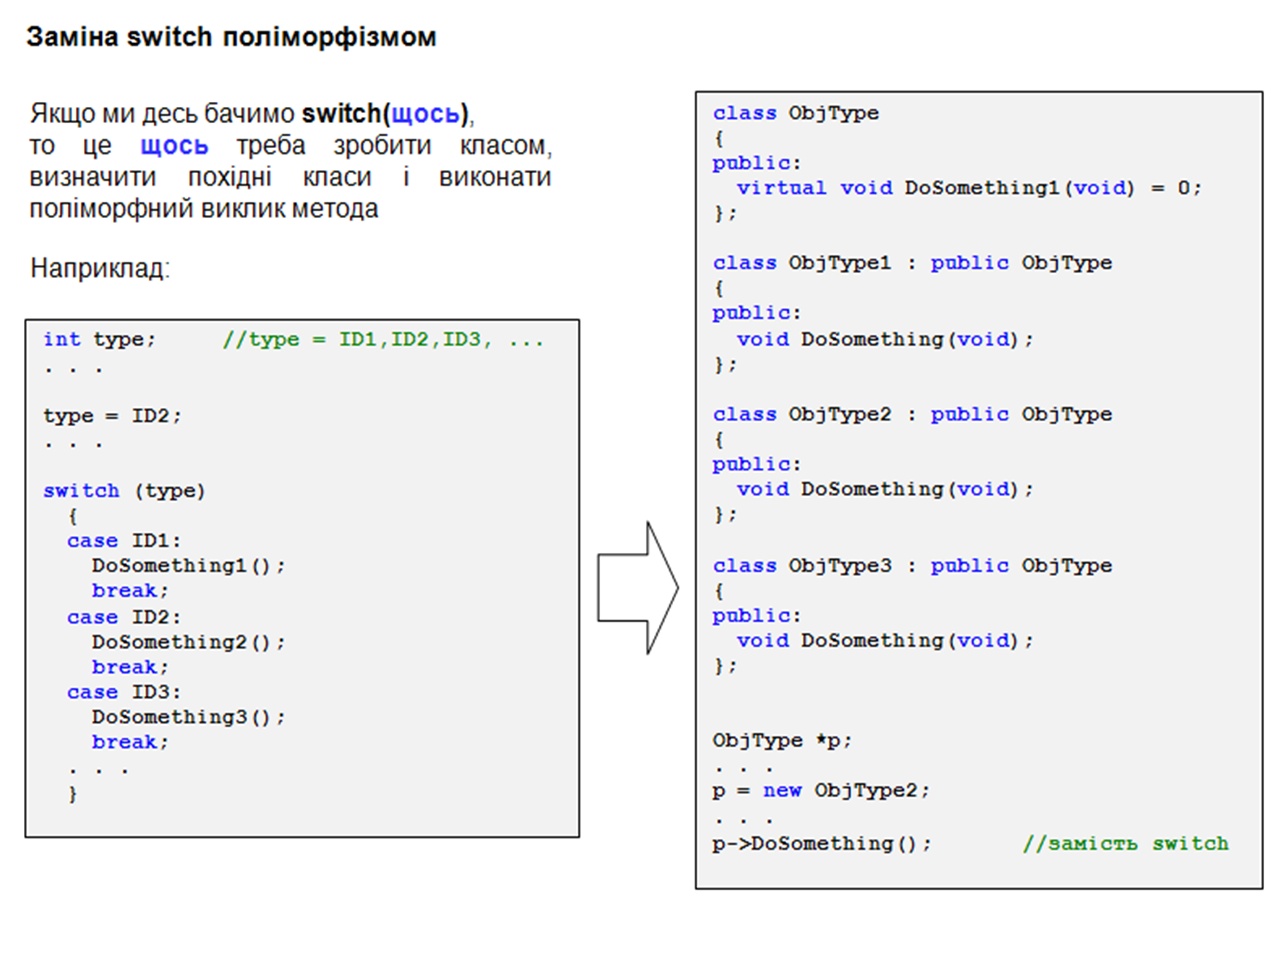 Заміна switch поліморфізмом
Якщо ми десь бачимо switch(щось),
то це щось треба зробити класом,
визначити похідні класи і виконати
поліморфний виклик метода
Наприклад:
int type; //type = ID1,ID2,ID3, ...
. . .
type = ID2;
. . .
switch (type)
{
case ID1:
DoSomething1();
break;
case ID2:
DoSomething2();
break;
case ID3:
DoSomething3();
break;
. . .
}
class ObjType
{
public:
virtual void DoSomething1(void) = 0;
};
class ObjType1 : public ObjType
{
public:
void DoSomething(void);
};
class ObjType2 : public ObjType
{
public:
void DoSomething(void);
};
class ObjType3 : public ObjType
{
public:
void DoSomething(void);
};
ObjType *p;
. . .
p = new ObjType2;
. . .
p->DoSomething(); //замість switch